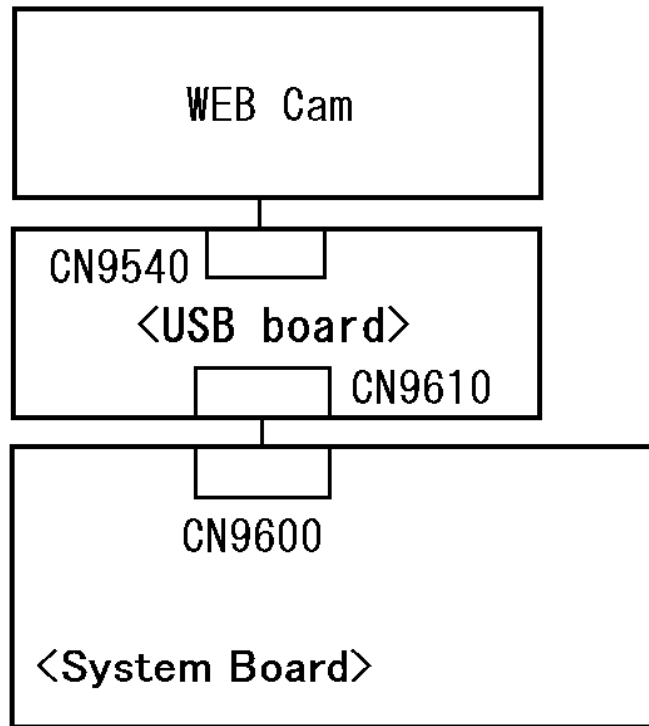 WEB Cam
CN9540
<USB board>
CN9610
CN9600
<System Board>